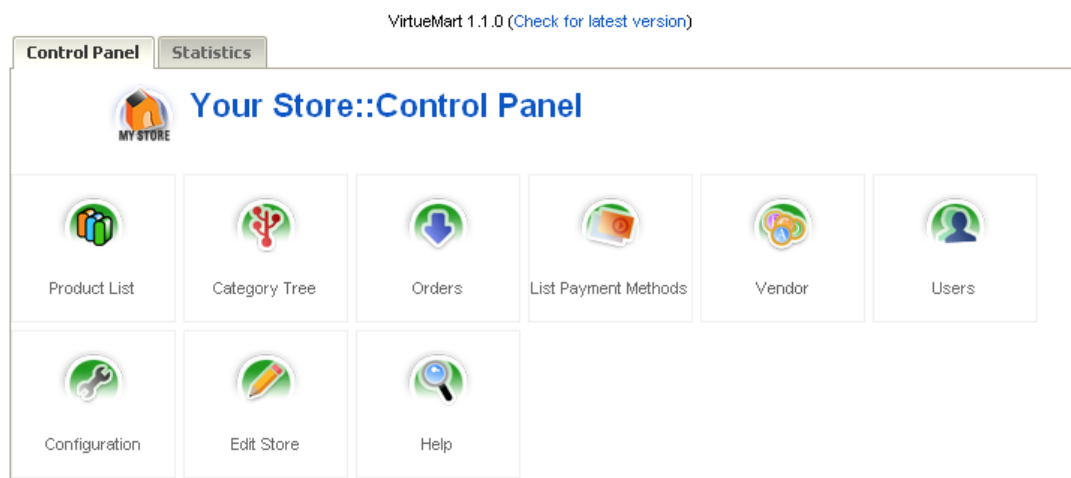 VirtueMart 1.1.0 (Check for latest version)
Control Panel Statistics
MY STORE
Your Store::Control Panel
Product List Category Tree Orders List Payment Methods Vendor Users
Configuration Edit Store Help